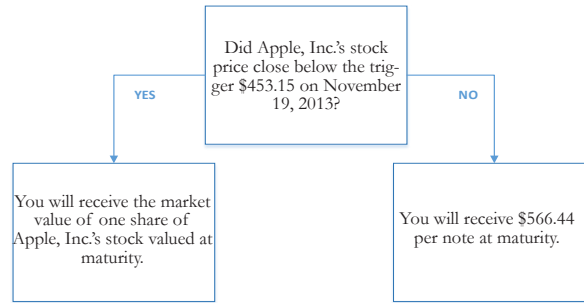 Did Apple, Inc.'s stock
price close below the trig-
ger $453.15 on November
19, 2013?
YES
NO
You will receive the market
value of one share of
Apple, Inc.'s stock valued at
maturity.
You will receive $566.44
per note at maturity.